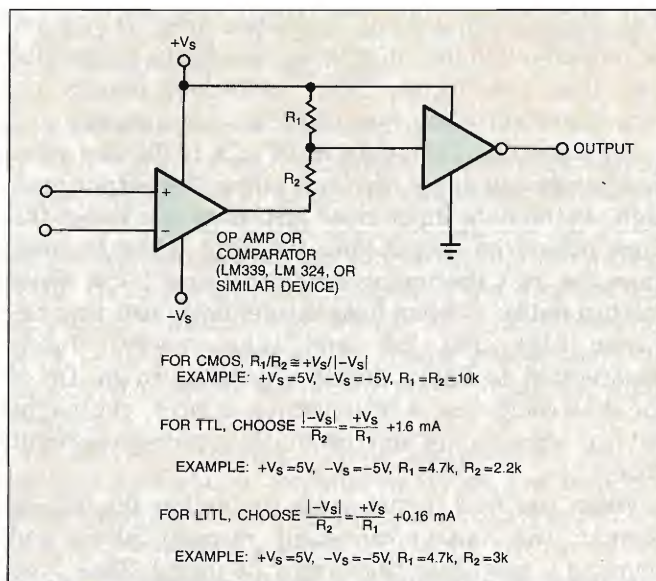 +VS
R1
R2
+
−
OUTPUT
OP AMP OR
COMPARATOR
(LM339, LM 324, OR
SIMILAR DEVICE)
−VS
FOR CMOS, R1/R2 ≅ +VS/|−VS|
EXAMPLE: +VS=5V, −VS=−5V, R1=R2=10k
FOR TTL, CHOOSE |−VS|/R2 = +VS/R1 +1.6 mA
EXAMPLE: +VS=5V, −VS=−5V, R1=4.7k, R2=2.2k
FOR LTTL, CHOOSE |−VS|/R2 = +VS/R1 +0.16 mA
EXAMPLE: +VS=5V, −VS=−5V, R1=4.7k, R2=3k